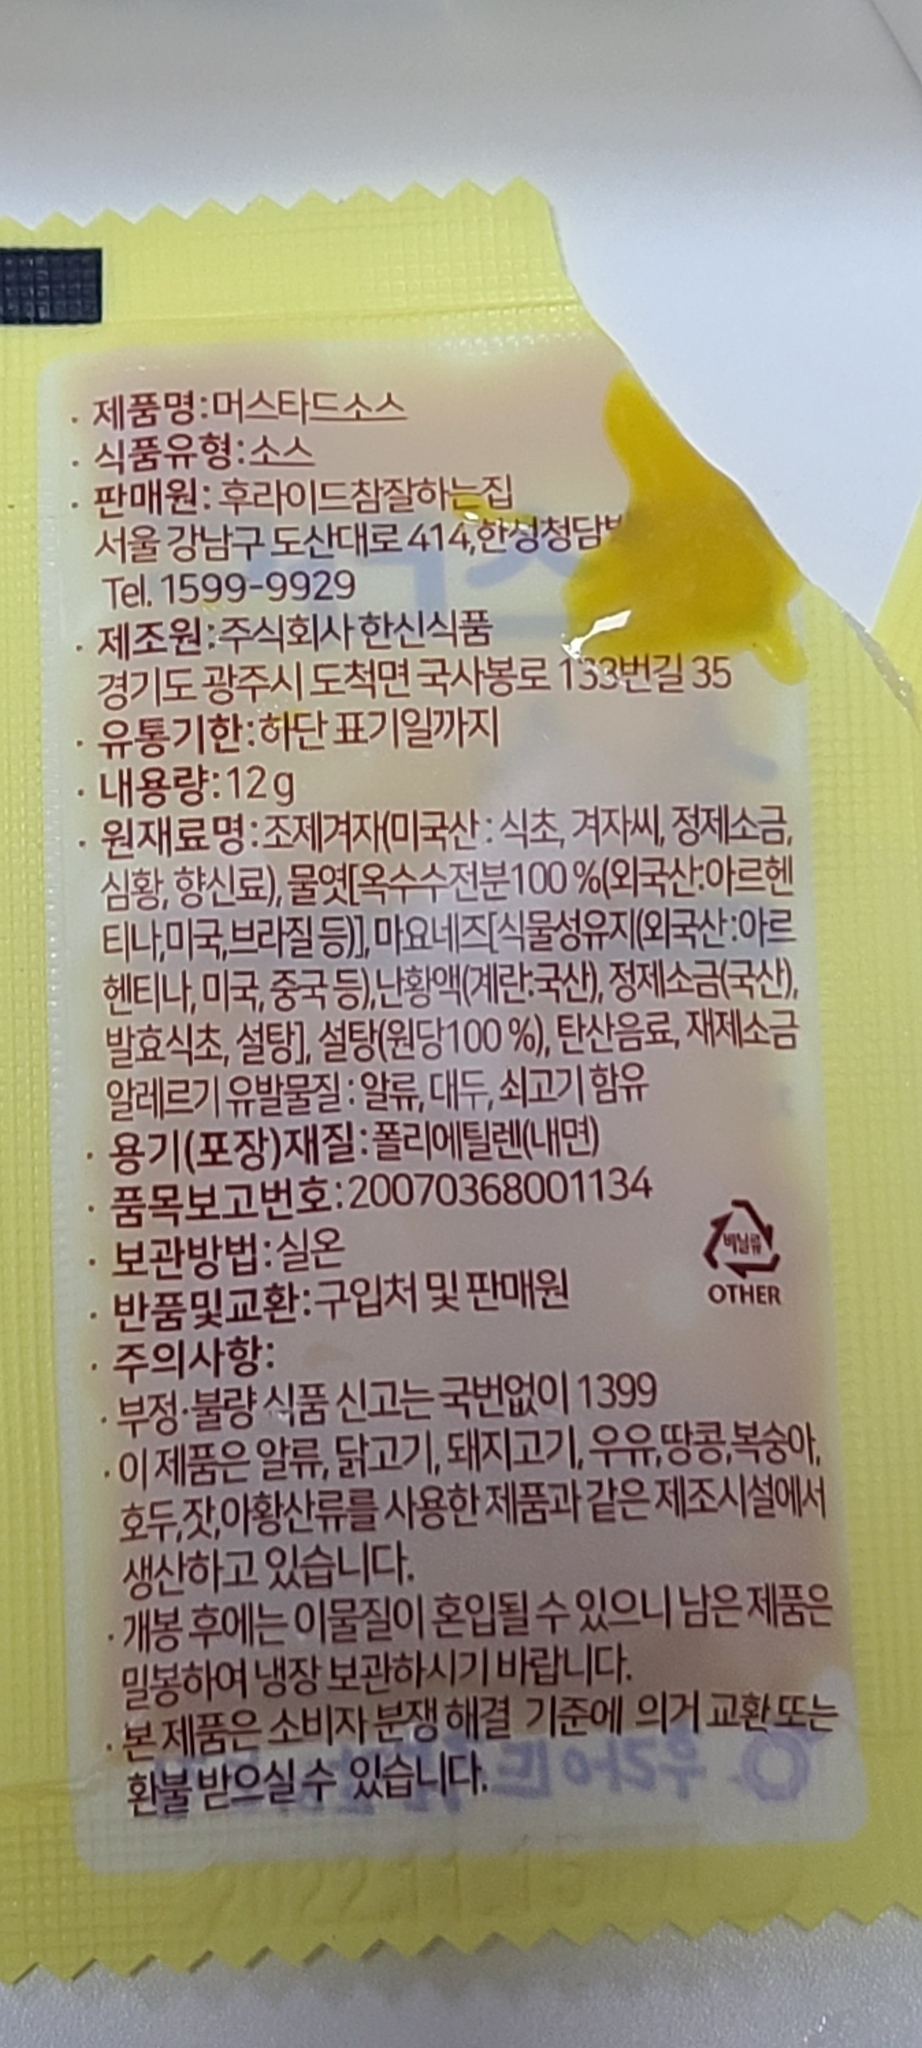 · 제품명:머스타드소스
· 식품유형:소스
· 판매원: 후라이드참잘하는집
서울 강남구 도산대로 414,한성청담
Tel. 1599-9929
· 제조원:주식회사 한신식품
경기도 광주시 도척면 국사봉로 133번길 35
· 유통기한:하단 표기일까지
· 내용량:12g
· 원재료명:조제겨자(미국산:식초, 겨자씨, 정제소금,
심황, 향신료), 물엿[옥수수전분100%(외국산:아르헨
티나,미국,브라질 등)], 마요네즈[식물성유지(외국산:아르
헨티나, 미국, 중국 등),난황액(계란:국산), 정제소금(국산),
발효식초, 설탕], 설탕(원당100%), 탄산음료, 재제소금
알레르기 유발물질:알류, 대두, 쇠고기 함유
· 용기(포장)재질:폴리에틸렌(내면)
· 품목보고번호:20070368001134
· 보관방법:실온
· 반품및교환:구입처 및 판매원
비닐류
OTHER
· 주의사항:
· 부정·불량 식품 신고는 국번없이 1399
· 이 제품은 알류, 닭고기, 돼지고기, 우유,땅콩,복숭아,
호두,잣,아황산류를 사용한 제품과 같은 제조시설에서
생산하고 있습니다.
· 개봉 후에는 이물질이 혼입될 수 있으니 남은 제품은
밀봉하여 냉장 보관하시기 바랍니다.
· 본 제품은 소비자 분쟁 해결 기준에 의거 교환 또는
환불 받으실 수 있습니다.
2022.11.15